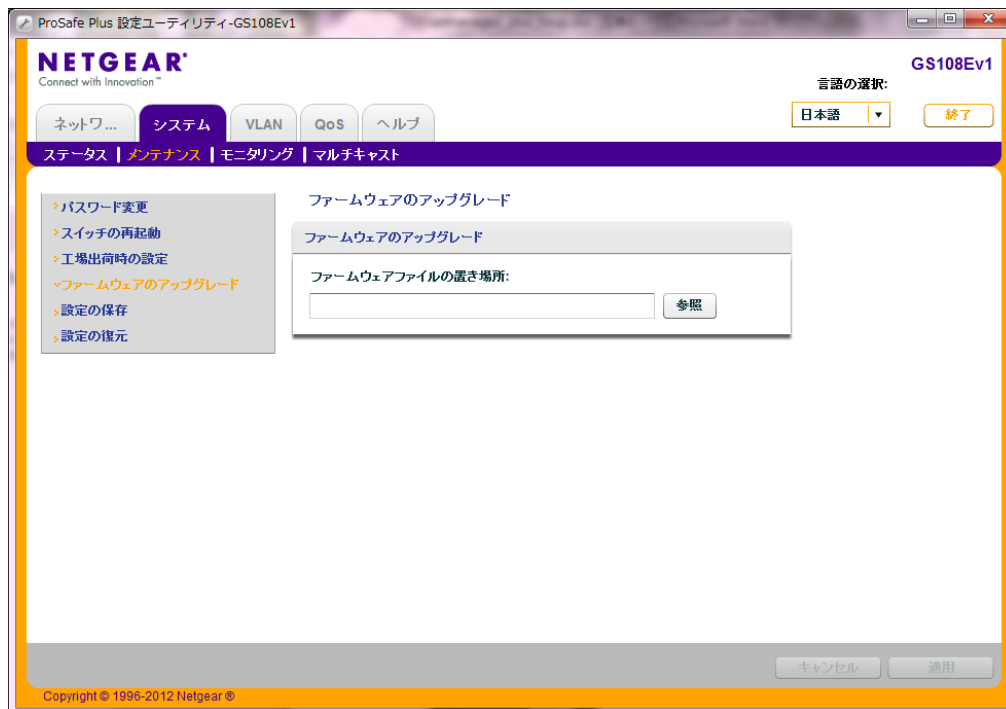 ProSafe Plus 設定ユーティリティ-GS108Ev1
NETGEAR®
Connect with Innovation™
GS108Ev1
言語の選択:
日本語
終了
ネットワ...
システム
VLAN
QoS
ヘルプ
ステータス | メンテナンス | モニタリング | マルチキャスト
パスワード変更
スイッチの再起動
工場出荷時の設定
ファームウェアのアップグレード
設定の保存
設定の復元
ファームウェアのアップグレード
ファームウェアのアップグレード
ファームウェアファイルの置き場所:
参照
キャンセル
適用
Copyright © 1996-2012 Netgear ®